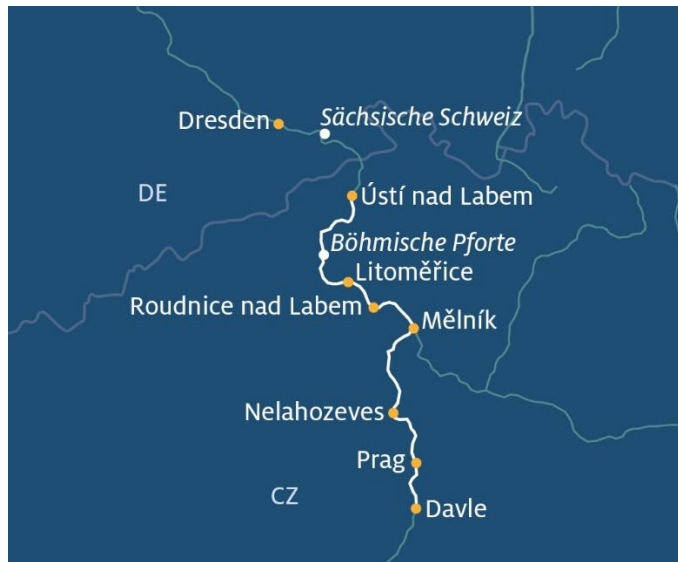 Sächsische Schweiz
Dresden
DE
Ústí nad Labem
Böhmische Pforte
Litoměřice
Roudnice nad Labem
Mělník
Nelahozeves
Prag
CZ
Davle